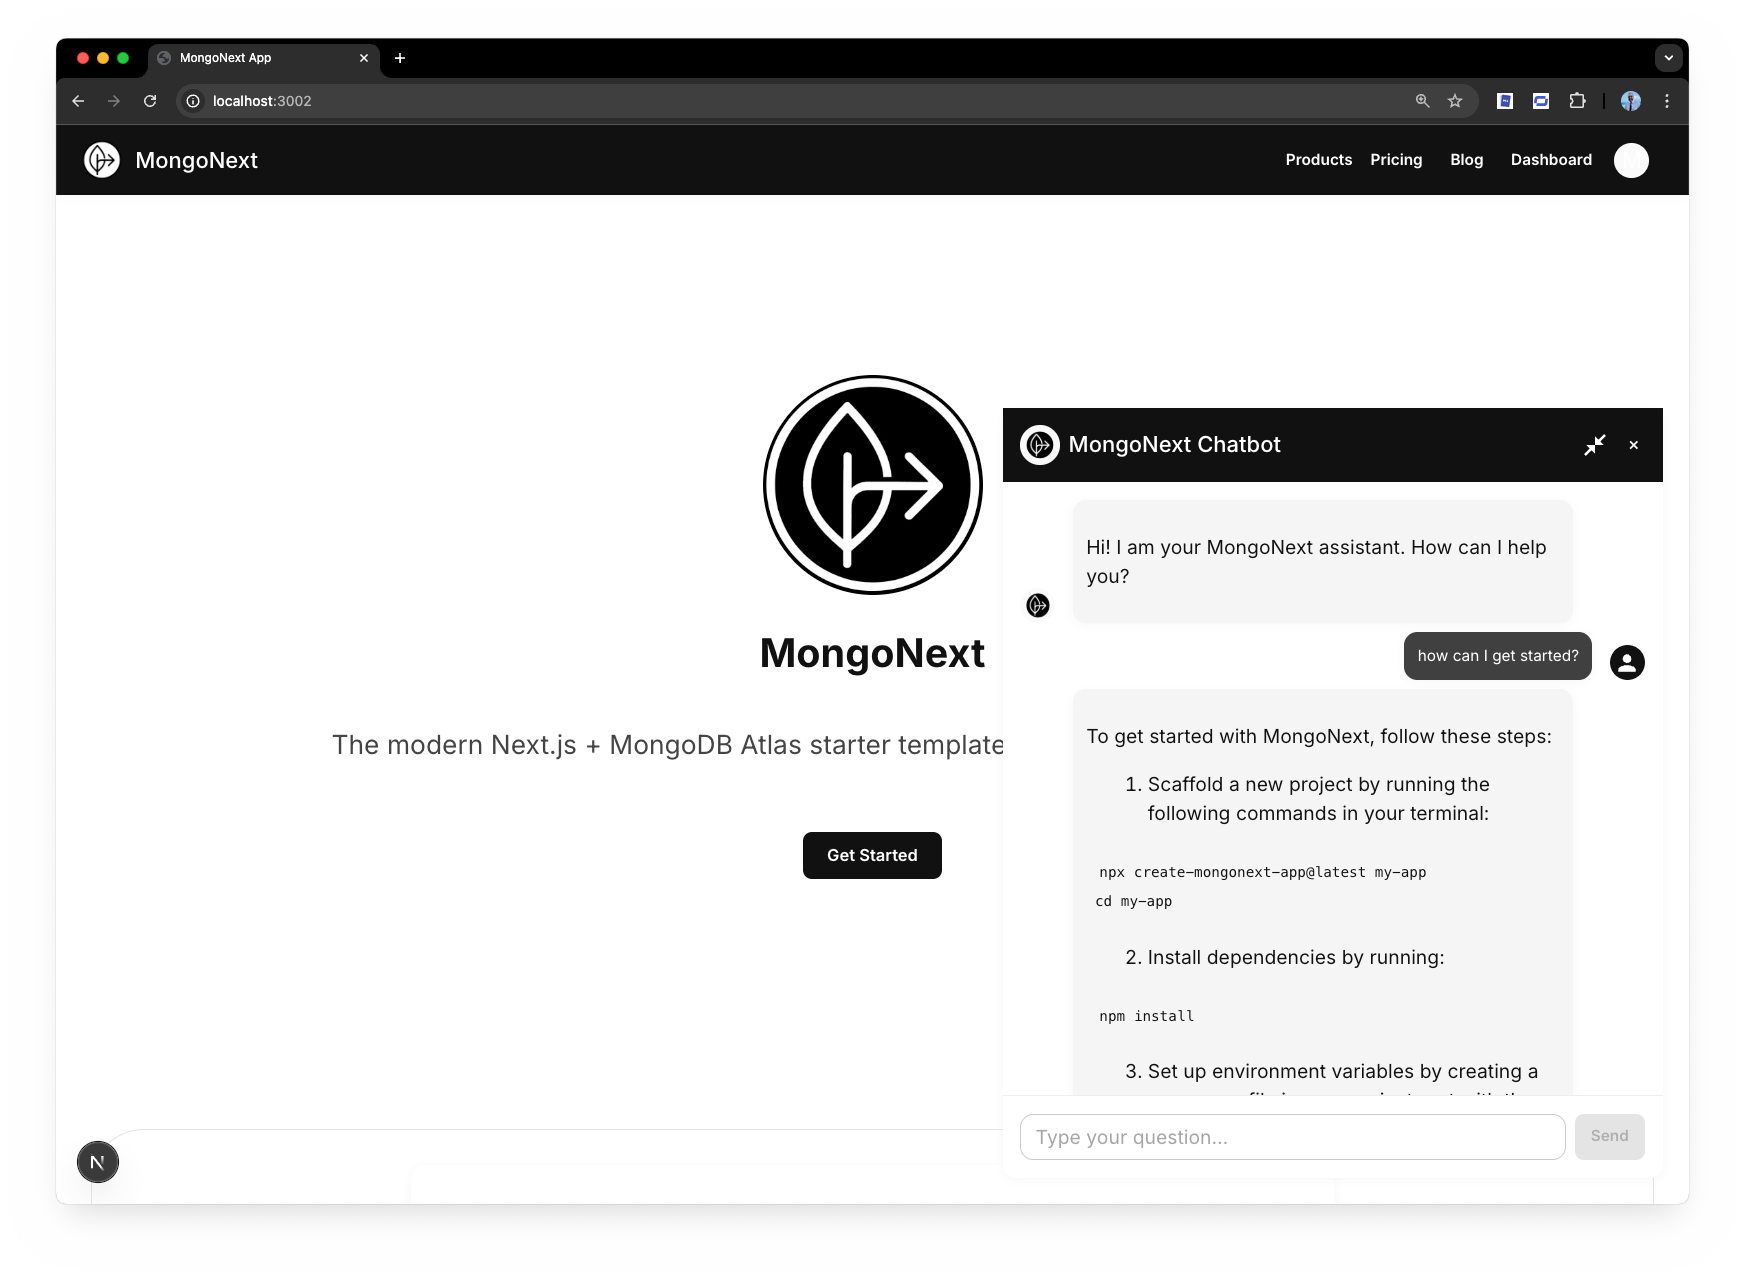 MongoNext App
localhost:3002
MongoNext
Products Pricing Blog Dashboard
MongoNext
The modern Next.js + MongoDB Atlas starter template
Get Started
MongoNext Chatbot
Hi! I am your MongoNext assistant. How can I help
you?
how can I get started?
To get started with MongoNext, follow these steps:
1. Scaffold a new project by running the
following commands in your terminal:
npx create-mongonext-app@latest my-app
cd my-app
2. Install dependencies by running:
npm install
3. Set up environment variables by creating a
Type your question...
Send
N